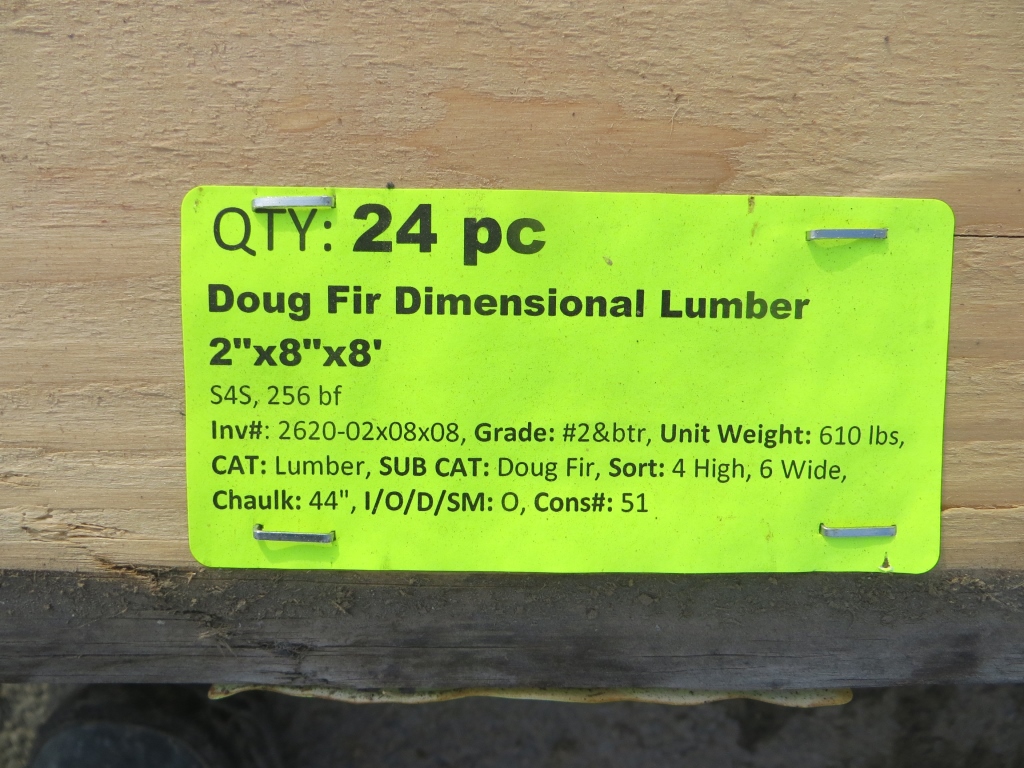 QTY: 24 pc
Doug Fir Dimensional Lumber
2"x8"x8'
S4S, 256 bf
Inv#: 2620-02x08x08, Grade: #2&btr, Unit Weight: 610 lbs,
CAT: Lumber, SUB CAT: Doug Fir, Sort: 4 High, 6 Wide,
Chaulk: 44", I/O/D/SM: O, Cons#: 51